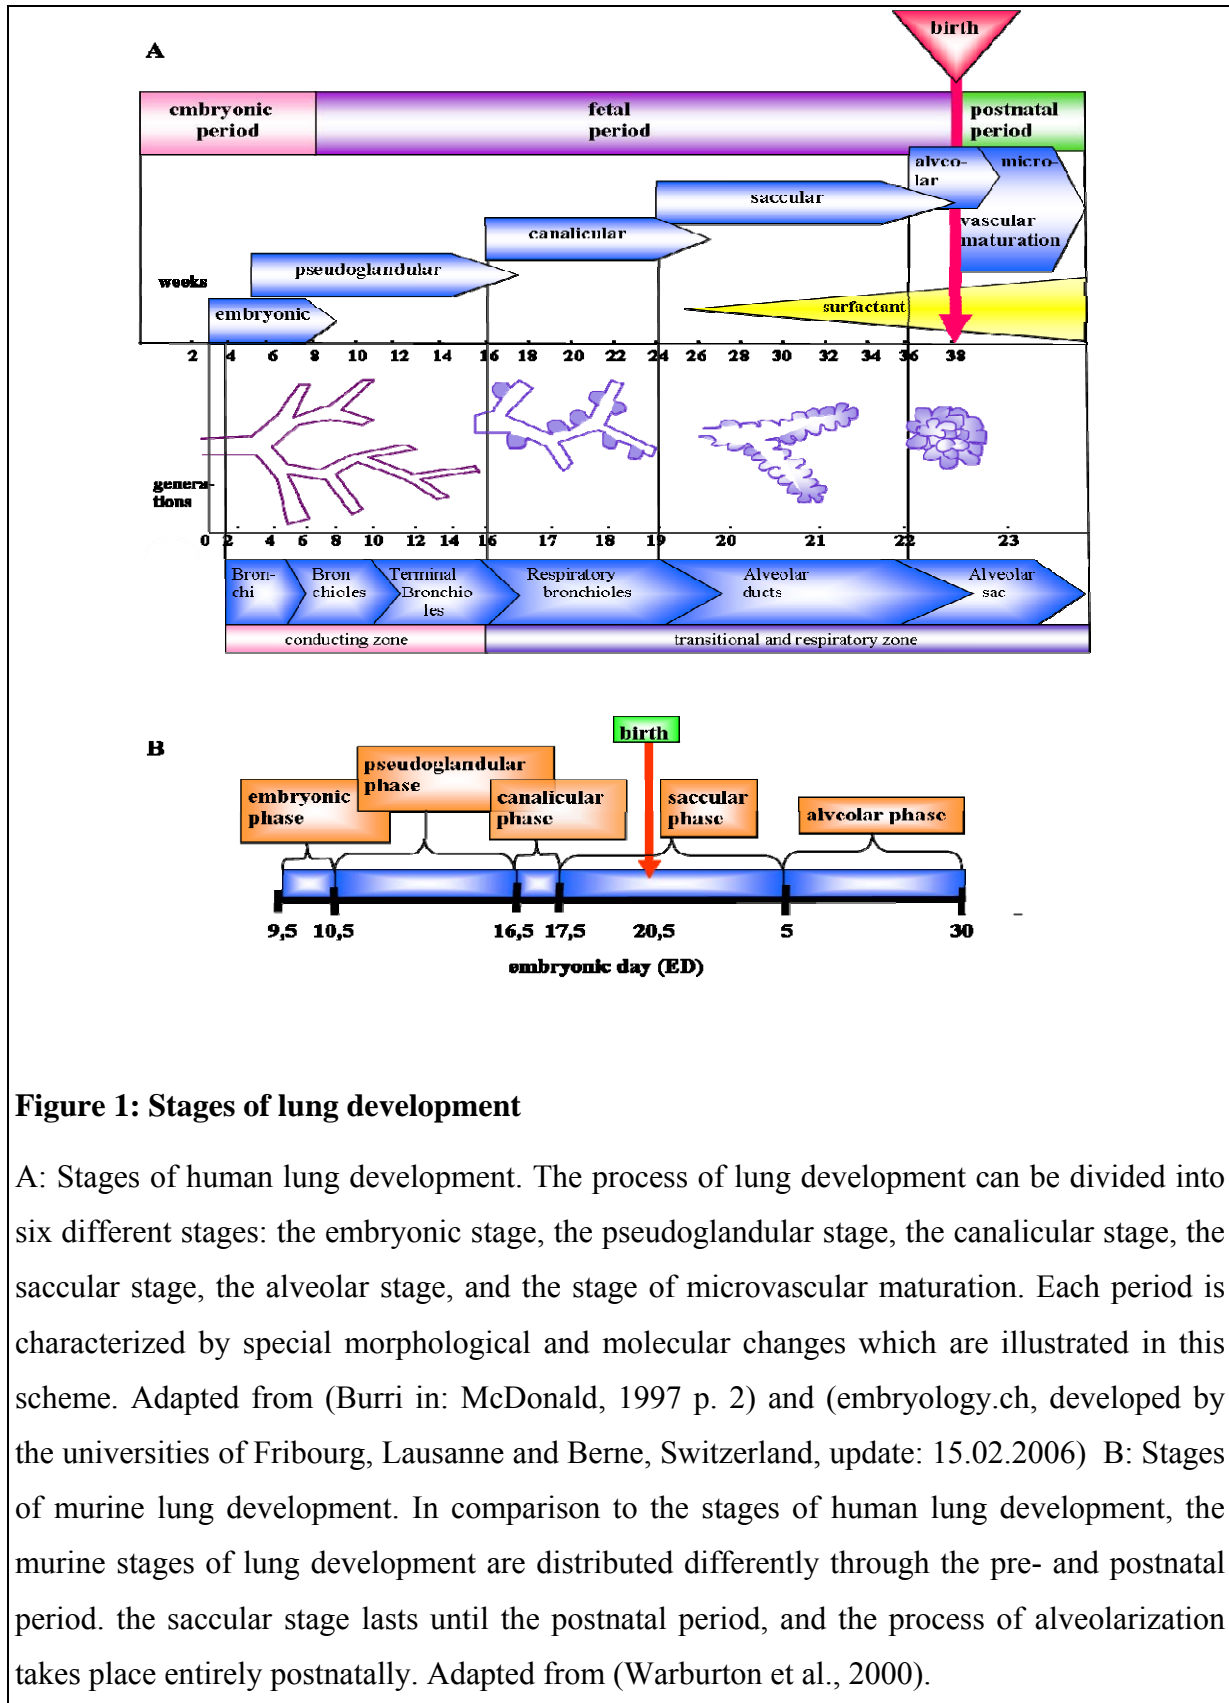 birth
A
embryonic
period
fetal
period
postnatal
period
alveo-
lar
micro-
vascular
maturation
saccular
canalicular
pseudoglandular
weeks
embryonic
surfactant
2 4 6 8 10 12 14 16 18 20 22 24 26 28 30 32 34 36 38
genera-
tions
0 2 4 6 8 10 12 14 16 17 18 19 20 21 22 23
Bron-
chi
Bron
chioles
Terminal
Bronchio
les
Respiratory
bronchioles
Alveolar
ducts
Alveolar
sac
conducting zone
transitional and respiratory zone
B
birth
pseudoglandular
phase
embryonic
phase
canalicular
phase
saccular
phase
alveolar phase
9,5 10,5 16,5 17,5 20,5 5 30
embryonic day (ED)
Figure 1: Stages of lung development
A: Stages of human lung development. The process of lung development can be divided into
six different stages: the embryonic stage, the pseudoglandular stage, the canalicular stage, the
saccular stage, the alveolar stage, and the stage of microvascular maturation. Each period is
characterized by special morphological and molecular changes which are illustrated in this
scheme. Adapted from (Burri in: McDonald, 1997 p. 2) and (embryology.ch, developed by
the universities of Fribourg, Lausanne and Berne, Switzerland, update: 15.02.2006) B: Stages
of murine lung development. In comparison to the stages of human lung development, the
murine stages of lung development are distributed differently through the pre- and postnatal
period. the saccular stage lasts until the postnatal period, and the process of alveolarization
takes place entirely postnatally. Adapted from (Warburton et al., 2000).